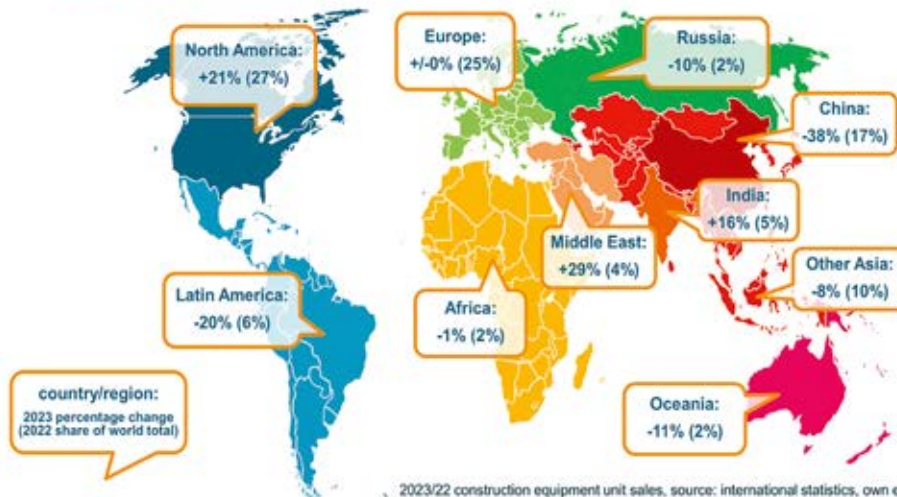 North America:
+21% (27%)
Europe:
+/-0% (25%)
Russia:
-10% (2%)
China:
-38% (17%)
India:
+16% (5%)
Middle East:
+29% (4%)
Other Asia:
-8% (10%)
Latin America:
-20% (6%)
Africa:
-1% (2%)
Oceania:
-11% (2%)
country/region:
2023 percentage change
(2022 share of world total)
2023/22 construction equipment unit sales, source: international statistics, own